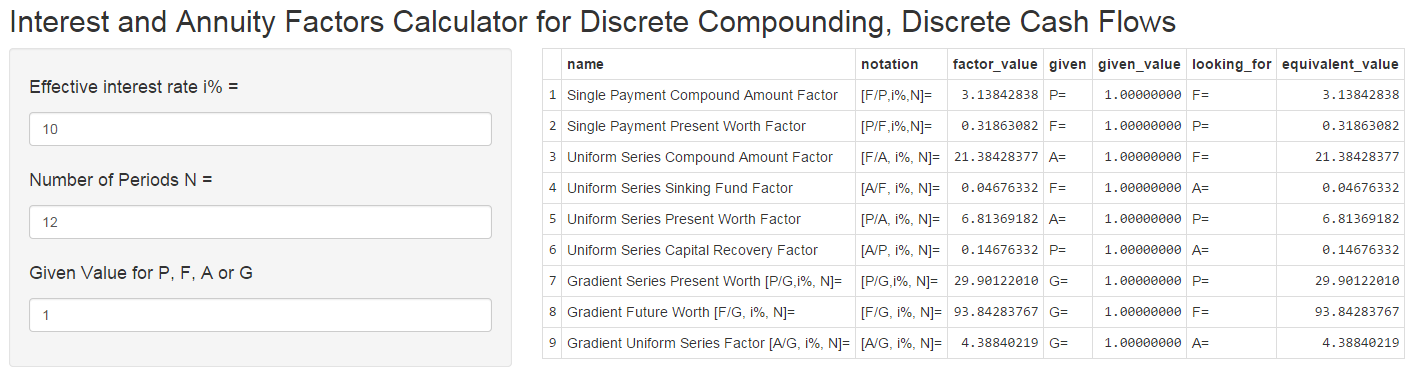 Interest and Annuity Factors Calculator for Discrete Compounding, Discrete Cash Flows
Effective interest rate i% =
10
Number of Periods N =
12
Given Value for P, F, A or G
1
name notation factor_value given given_value looking_for equivalent_value
1 Single Payment Compound Amount Factor [F/P,i%,N]= 3.13842838 P= 1.00000000 F= 3.13842838
2 Single Payment Present Worth Factor [P/F,i%,N]= 0.31863082 F= 1.00000000 P= 0.31863082
3 Uniform Series Compound Amount Factor [F/A, i%, N]= 21.38428377 A= 1.00000000 F= 21.38428377
4 Uniform Series Sinking Fund Factor [A/F, i%, N]= 0.04676332 F= 1.00000000 A= 0.04676332
5 Uniform Series Present Worth Factor [P/A, i%, N]= 6.81369182 A= 1.00000000 P= 6.81369182
6 Uniform Series Capital Recovery Factor [A/P, i%, N]= 0.14676332 P= 1.00000000 A= 0.14676332
7 Gradient Series Present Worth [P/G,i%, N]= [P/G,i%, N]= 29.90122010 G= 1.00000000 P= 29.90122010
8 Gradient Future Worth [F/G, i%, N]= [F/G, i%, N]= 93.84283767 G= 1.00000000 F= 93.84283767
9 Gradient Uniform Series Factor [A/G, i%, N]= [A/G, i%, N]= 4.38840219 G= 1.00000000 A= 4.38840219